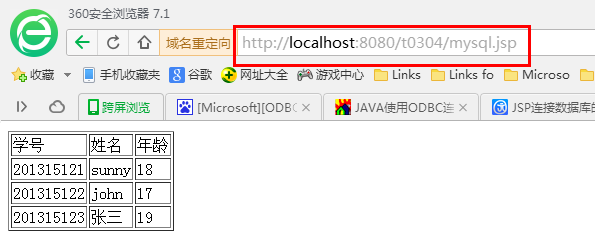 360安全浏览器 7.1
域名重定向 http://localhost:8080/t0304/mysql.jsp
收藏 手机收藏夹 谷歌 网址大全 游戏中心 Links Links fo Microso
跨屏浏览 [Microsoft][ODB JAVA使用ODBC连 JSP连接数据库的
学号 姓名 年龄
201315121 sunny 18
201315122 john 17
201315123 张三 19